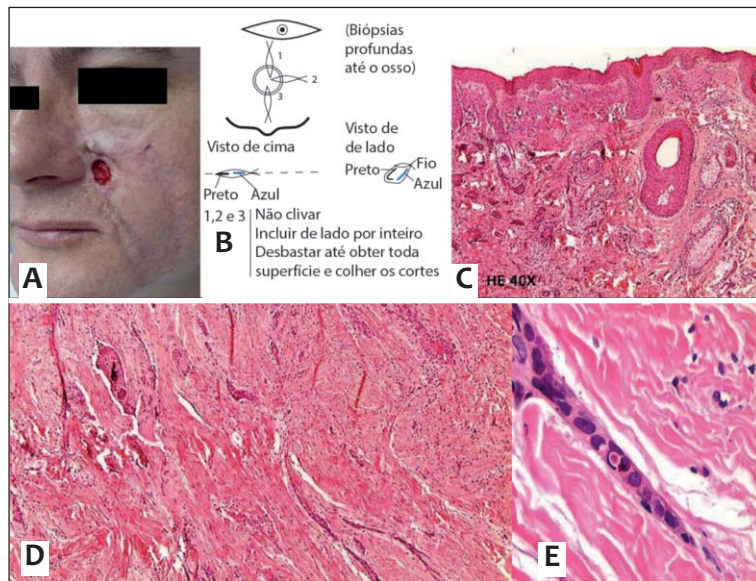 A
1
2
3
(Biópsias
profundas
até o osso)
Visto de cima
Visto de
de lado
Preto
Azul
Preto
Fio
Azul
1,2 e 3
Não clivar
Incluir de lado por inteiro
Desbastar até obter toda
superfície e colher os cortes
B
C
HE 40X
D
E